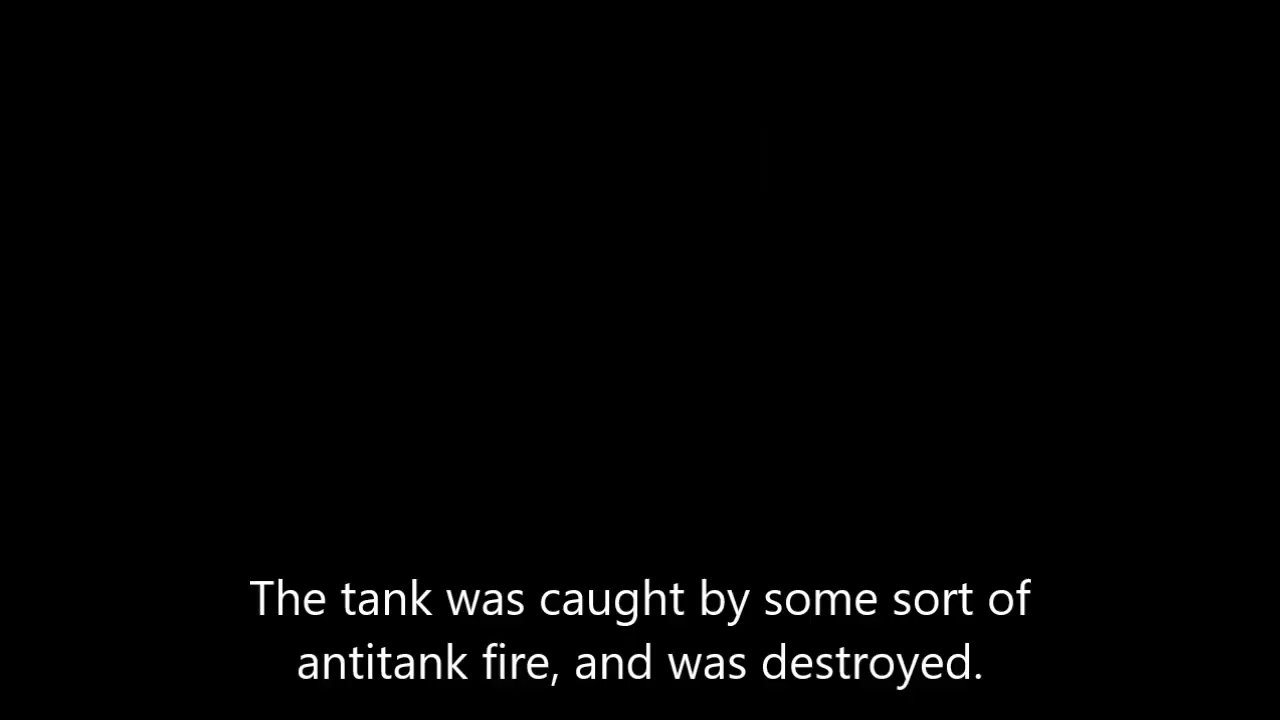 The tank was caught by some sort of
antitank fire, and was destroyed.